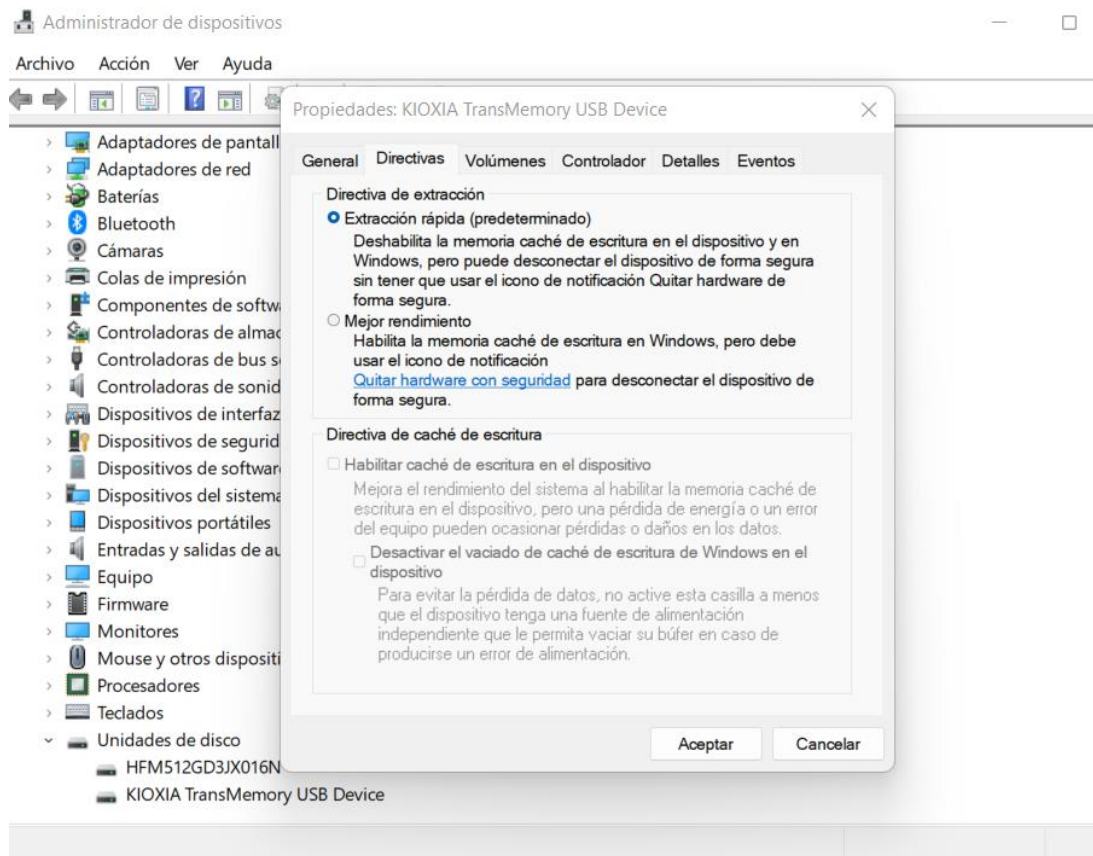 Administrador de dispositivos
Archivo Acción Ver Ayuda
Propiedades: KIOXIA TransMemory USB Device
General Directivas Volúmenes Controlador Detalles Eventos
Directiva de extracción
Extracción rápida (predeterminado)
Deshabilita la memoria caché de escritura en el dispositivo y en
Windows, pero puede desconectar el dispositivo de forma segura
sin tener que usar el icono de notificación Quitar hardware de
forma segura.
Mejor rendimiento
Habilita la memoria caché de escritura en Windows, pero debe
usar el icono de notificación
Quitar hardware con seguridad para desconectar el dispositivo de
forma segura.
Directiva de caché de escritura
Habilitar caché de escritura en el dispositivo
Mejora el rendimiento del sistema al habilitar la memoria caché de
escritura en el dispositivo, pero una pérdida de energía o un error
del equipo pueden ocasionar pérdidas o daños en los datos.
Desactivar el vaciado de caché de escritura de Windows en el
dispositivo
Para evitar la pérdida de datos, no active esta casilla a menos
que el dispositivo tenga una fuente de alimentación
independiente que le permita vaciar su búfer en caso de
producirse un error de alimentación.
Aceptar Cancelar
Adaptadores de pantall
Adaptadores de red
Baterías
Bluetooth
Cámaras
Colas de impresión
Componentes de softw
Controladoras de almac
Controladoras de bus s
Controladoras de sonid
Dispositivos de interfaz
Dispositivos de segurid
Dispositivos de software
Dispositivos del sistema
Dispositivos portátiles
Entradas y salidas de au
Equipo
Firmware
Monitores
Mouse y otros dispositi
Procesadores
Teclados
Unidades de disco
HFM512GD3JX016N
KIOXIA TransMemory USB Device